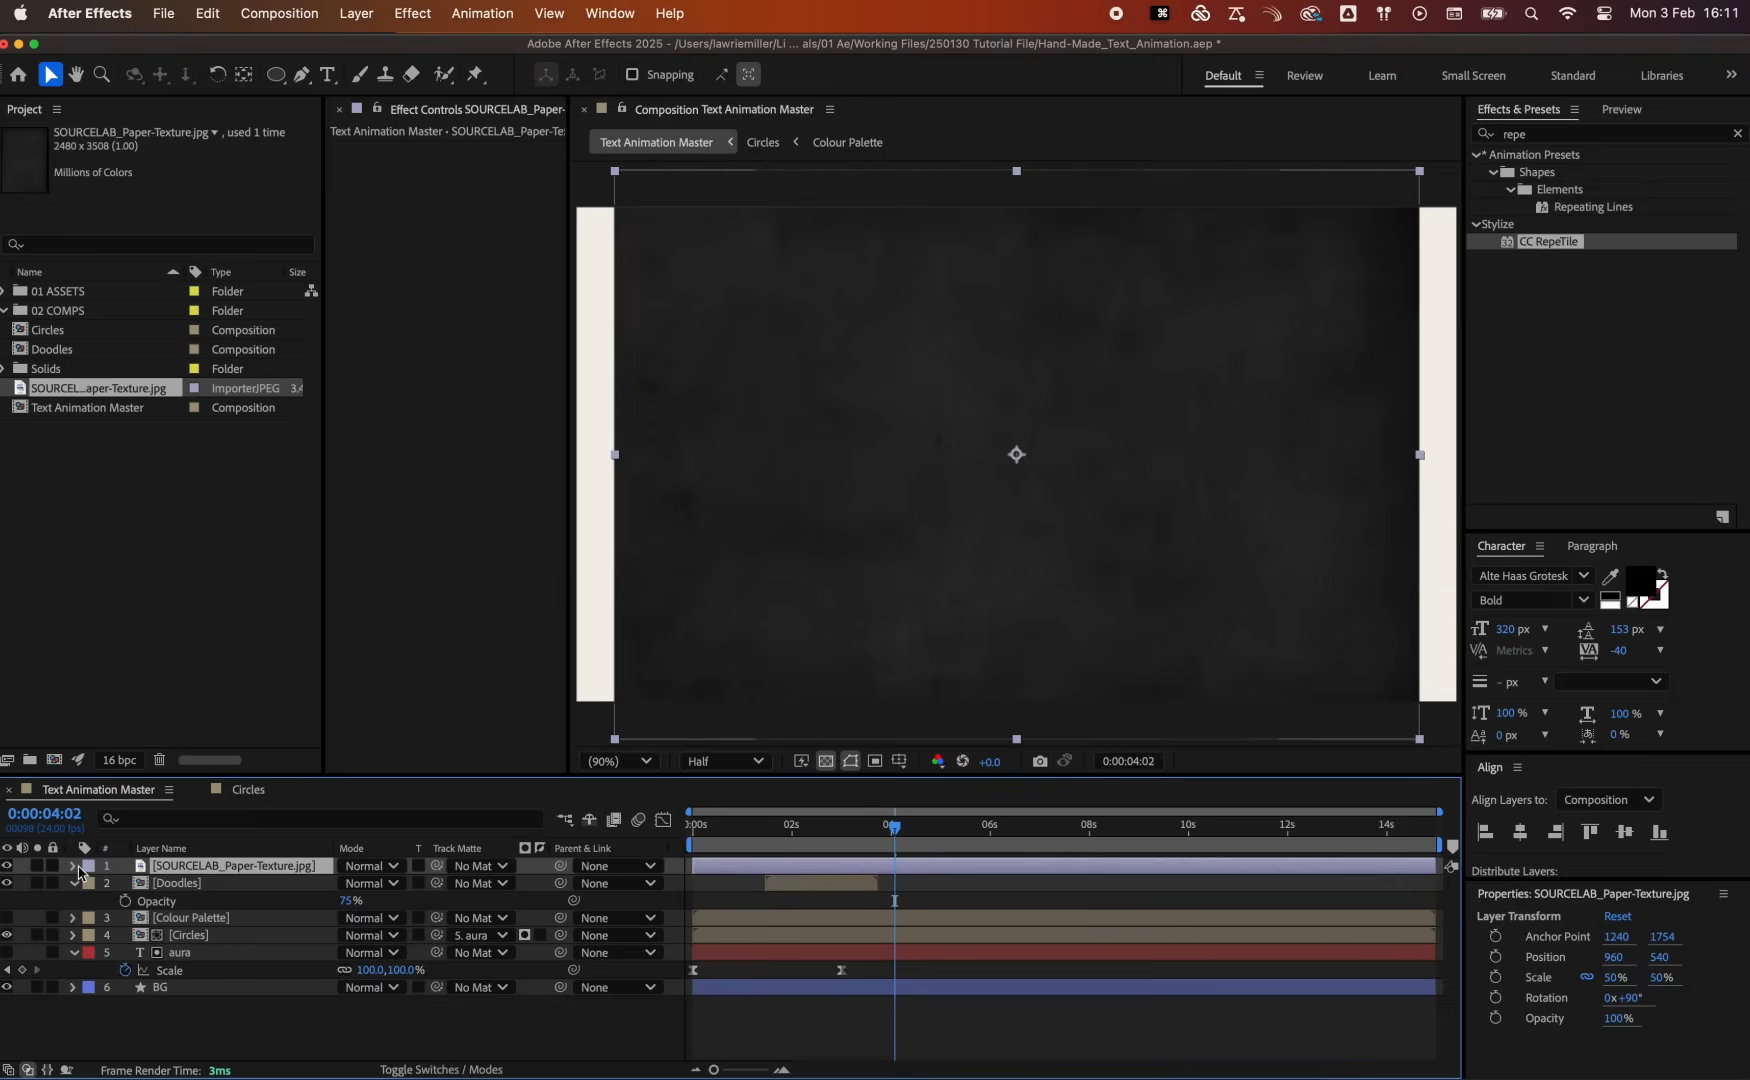 After Effects File Edit Composition Layer Effect Animation View Window Help Mon 3 Feb 16:11
Adobe After Effects 2025 - /Users/lawriemiller/Li ... als/01 Ae/Working Files/250130 Tutorial File/Hand-Made_Text_Animation.aep *
Snapping Default Review Learn Small Screen Standard Libraries
Project
SOURCELAB_Paper-Texture.jpg , used 1 time
2480 x 3508 (1.00)
Millions of Colors
Name Type Size
01 ASSETS Folder
02 COMPS Folder
Circles Composition
Doodles Composition
Solids Folder
SOURCEL...aper-Texture.jpg ImporterJPEG 3.4
Text Animation Master Composition
16 bpc
Effect Controls SOURCELAB_Paper-
Text Animation Master • SOURCELAB_Paper-Te
Composition Text Animation Master
Text Animation Master Circles Colour Palette
(90%) Half +0.0 0:00:04:02
Effects & Presets Preview
repe
* Animation Presets
Shapes
Elements
Repeating Lines
Stylize
32 CC RepeTile
Character Paragraph
Alte Haas Grotesk
Bold
320 px 153 px
Metrics -40
- px
100 % 100 %
0 px 0 %
Align
Align Layers to: Composition
Distribute Layers:
Properties: SOURCELAB_Paper-Texture.jpg
Layer Transform Reset
Anchor Point 1240 1754
Position 960 540
Scale 50% 50%
Rotation 0x+90°
Opacity 100%
Text Animation Master Circles
0:00:04:02
00098 (24.00 fps)
02s 06s 08s 10s 12s 14s
# Layer Name Mode T Track Matte Parent & Link
1 [SOURCELAB_Paper-Texture.jpg] Normal No Mat None
2 [Doodles] Normal No Mat None
Opacity 75%
3 [Colour Palette] Normal No Mat None
4 [Circles] Normal 5. aura None
5 T aura Normal No Mat None
Scale 100.0,100.0%
6 BG Normal No Mat None
Frame Render Time: 3ms Toggle Switches / Modes